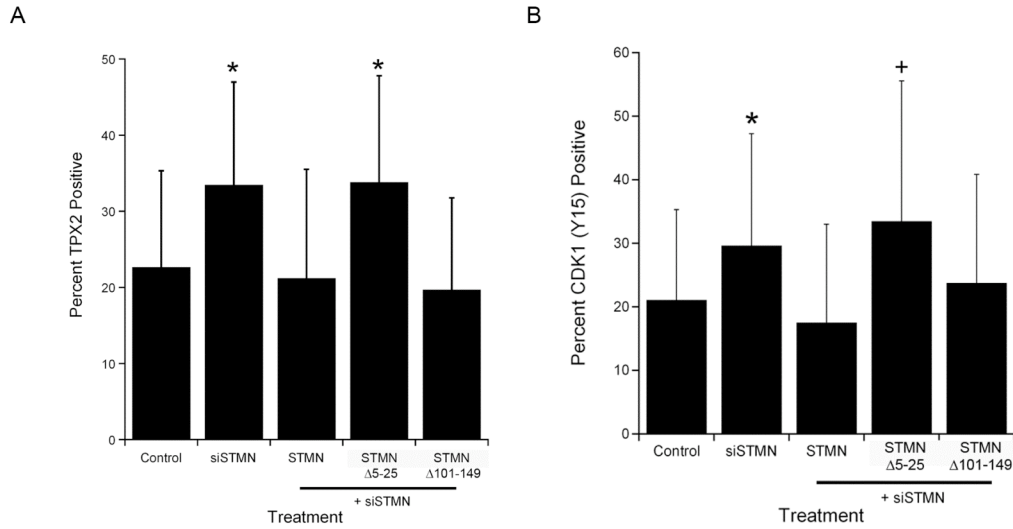 A
B
Percent TPX2 Positive
50
40
30
20
10
0
*
*
Control
siSTMN
STMN
STMN
Δ5-25
STMN
Δ101-149
+ siSTMN
Treatment
Percent CDK1 (Y15) Positive
60
50
40
30
20
10
0
*
+
Control
siSTMN
STMN
STMN
Δ5-25
STMN
Δ101-149
+ siSTMN
Treatment